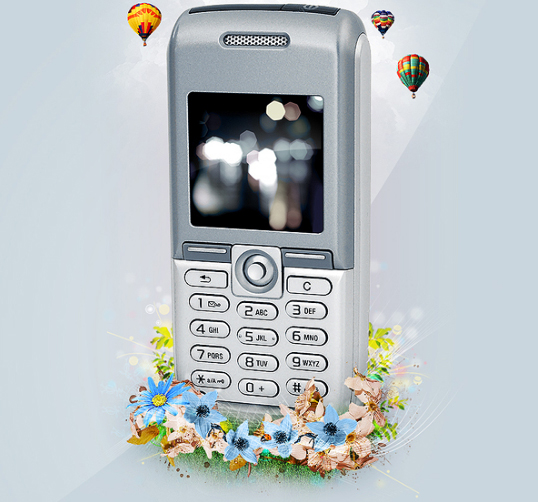 C
1
2 ABC
3 DEF
4 GHI
5 JKL
6 MNO
7 PQRS
8 TUV
9 WXYZ
* a/A
0 +
#